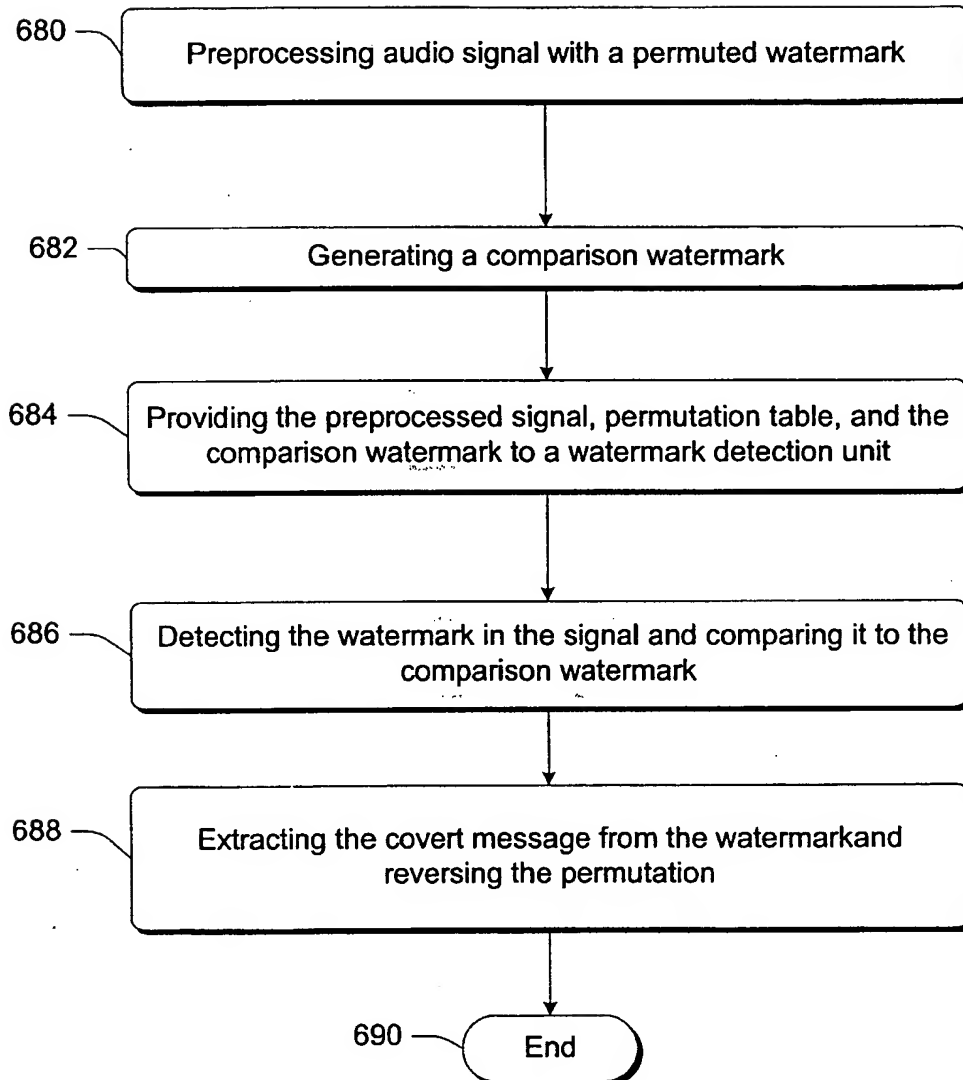 680
Preprocessing audio signal with a permuted watermark
682
Generating a comparison watermark
684
Providing the preprocessed signal, permutation table, and the
comparison watermark to a watermark detection unit
686
Detecting the watermark in the signal and comparing it to the
comparison watermark
688
Extracting the covert message from the watermarkand
reversing the permutation
690
End